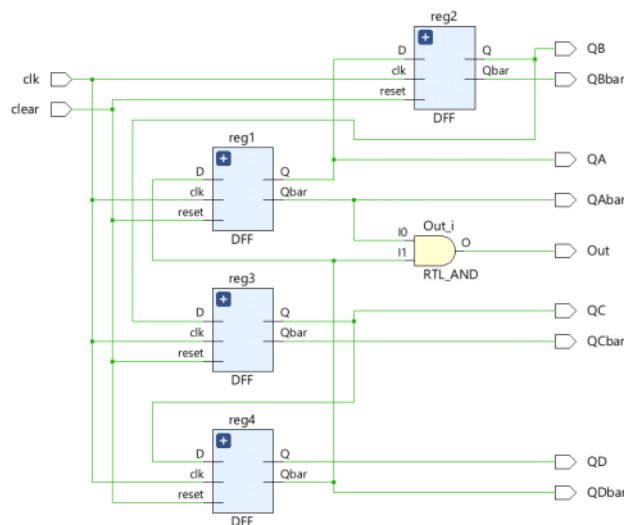 reg2
D
Q
QB
clk
clk
Qbar
QBbar
reset
clear
DFF
reg1
D
Q
QA
clk
Qbar
QAbar
reset
Out_i
DFF
I0
O
Out
I1
RTL_AND
reg3
D
Q
QC
clk
Qbar
QCbar
reset
DFF
reg4
D
Q
QD
clk
Qbar
QDbar
reset
DFF